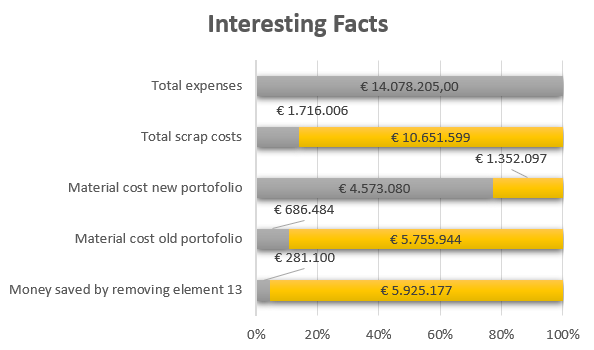 Interesting Facts
Total expenses
€ 14.078.205,00
€ 1.716.006
Total scrap costs
€ 10.651.599
€ 1.352.097
Material cost new portofolio
€ 4.573.080
€ 686.484
Material cost old portofolio
€ 5.755.944
€ 281.100
Money saved by removing element 13
€ 5.925.177
0% 20% 40% 60% 80% 100%